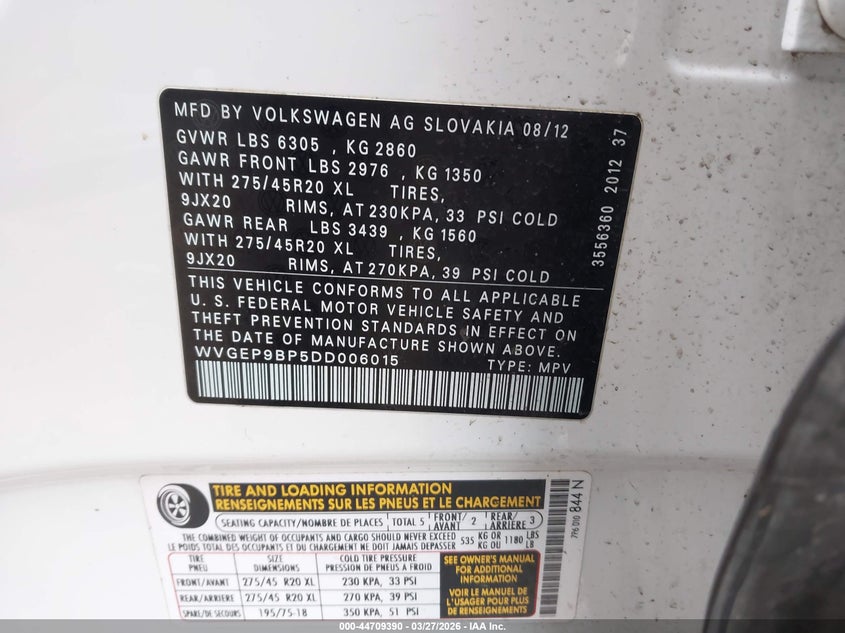 MFD BY VOLKSWAGEN AG SLOVAKIA 08/12
GVWR LBS 6305 , KG 2860
GAWR FRONT LBS 2976 , KG 1350
WITH 275/45R20 XL TIRES,
9JX20 RIMS, AT 230KPA, 33 PSI COLD
GAWR REAR LBS 3439 , KG 1560
WITH 275/45R20 XL TIRES,
9JX20 RIMS, AT 270KPA, 39 PSI COLD
THIS VEHICLE CONFORMS TO ALL APPLICABLE
U. S. FEDERAL MOTOR VEHICLE SAFETY AND
THEFT PREVENTION STANDARDS IN EFFECT ON
THE DATE OF MANUFACTURE SHOWN ABOVE.
WVGEP9BP5DD006015 TYPE: MPV
3556360 2012 37
TIRE AND LOADING INFORMATION
RENSEIGNEMENTS SUR LES PNEUS ET LE CHARGEMENT
SEATING CAPACITY/NOMBRE DE PLACES TOTAL 5 FRONT/AVANT 2 REAR/ARRIÈRE 3
THE COMBINED WEIGHT OF OCCUPANTS AND CARGO SHOULD NEVER EXCEED 535 KG OR 1180 LBS
LE POIDS TOTAL DES OCCUPANTS ET DU CHARGEMENT NE DOIT JAMAIS DEPASSER KG OU LB
TIRE PNEU SIZE DIMENSIONS COLD TIRE PRESSURE PRESSION DE PNEUS A FROID
FRONT/AVANT 275/45 R20 XL 230 KPA, 33 PSI
REAR/ARRIERE 275/45 R20 XL 270 KPA, 39 PSI
SPARE/DE SECOURS 195/75-18 350 KPA, 51 PSI
SEE OWNER'S MANUAL
FOR ADDITIONAL
INFORMATION
VOIR LE MANUEL DE
L'USAGER POUR PLUS DE
RENSEIGNEMENTS
7P6 010 844 N
000-44709390 - 03/27/2026 - IAA Inc.